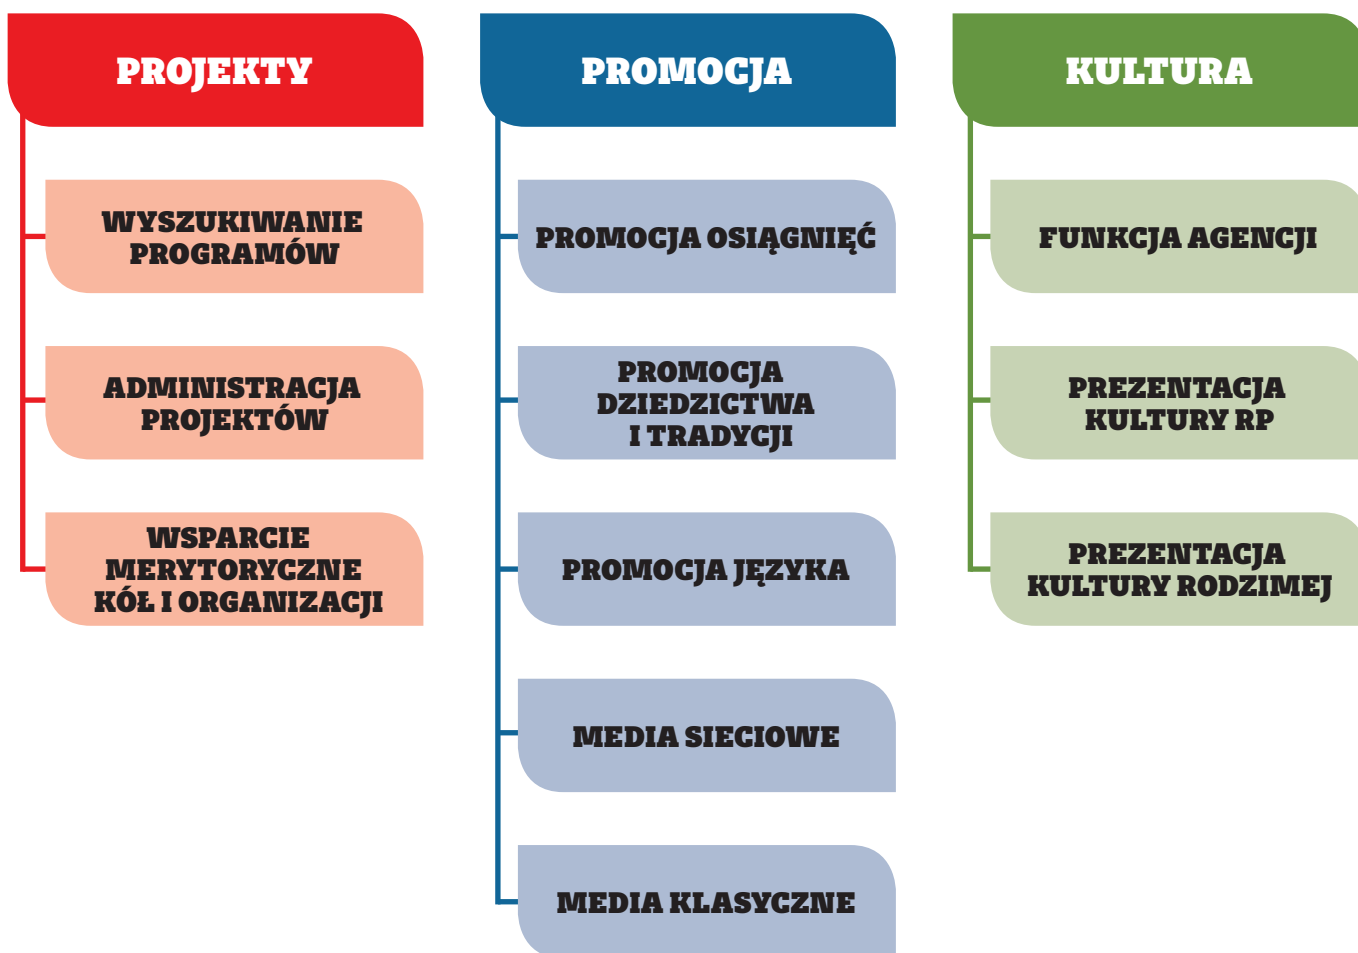 PROJEKTY
WYSZUKIWANIE
PROGRAMÓW
ADMINISTRACJA
PROJEKTÓW
WSPARCIE
MERYTORYCZNE
KÓŁ I ORGANIZACJI
PROMOCJA
PROMOCJA OSIĄGNIĘĆ
PROMOCJA
DZIEDZICTWA
I TRADYCJI
PROMOCJA JĘZYKA
MEDIA SIECIOWE
MEDIA KLASYCZNE
KULTURA
FUNKCJA AGENCJI
PREZENTACJA
KULTURY RP
PREZENTACJA
KULTURY RODZIMEJ